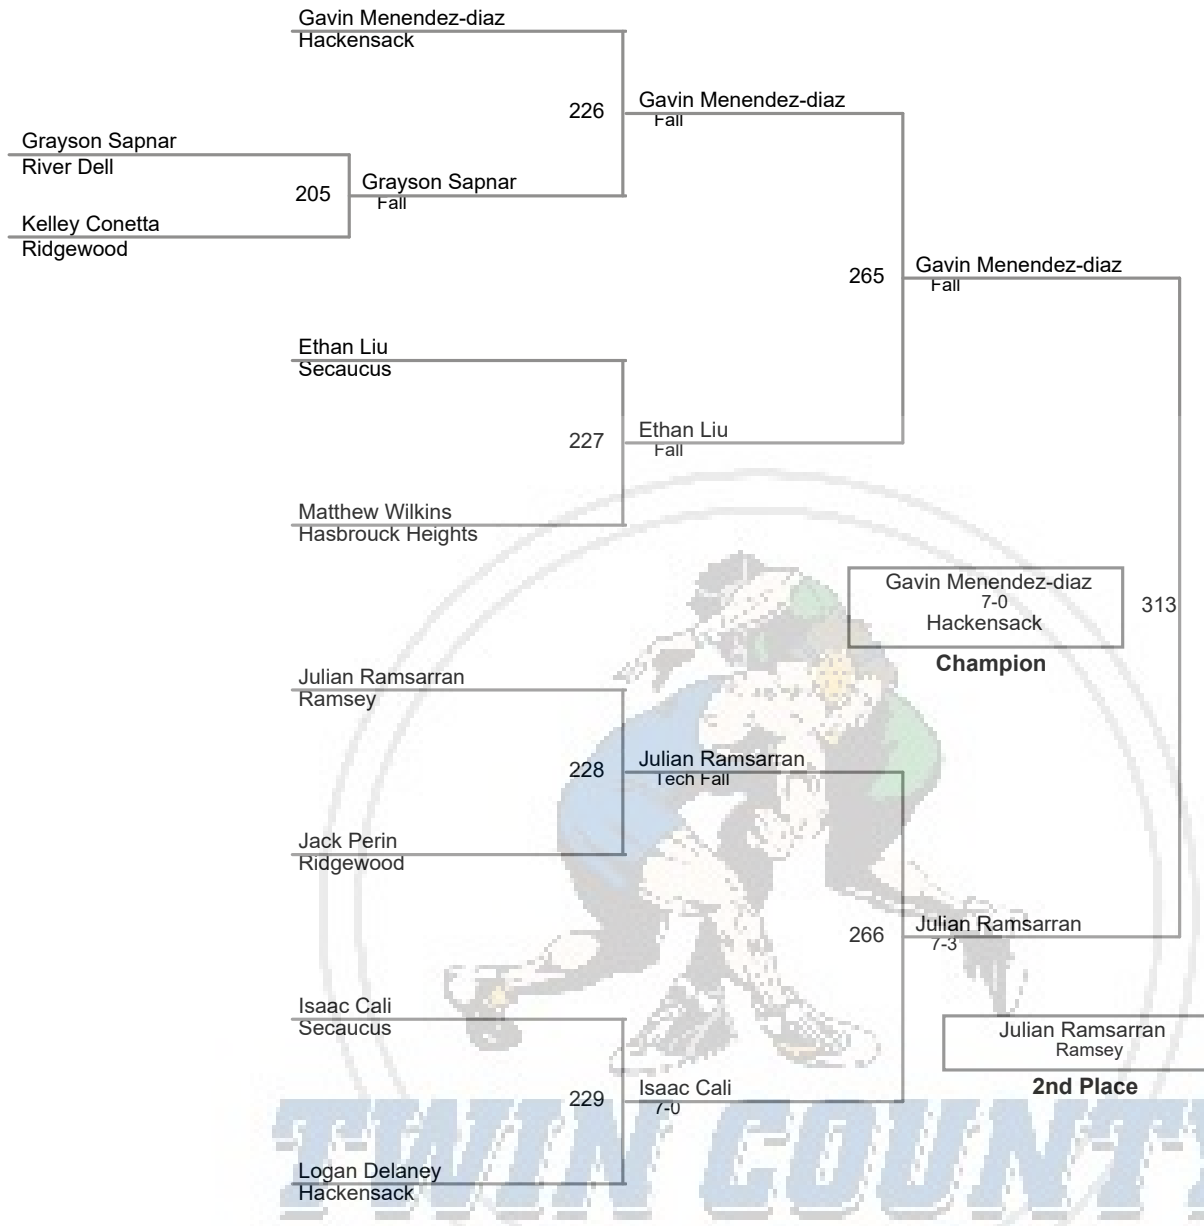 Gavin Menendez-diaz
Hackensack
226
Gavin Menendez-diaz
Fall
Grayson Sapnar
River Dell
205
Grayson Sapnar
Fall
Kelley Conetta
Ridgewood
265
Gavin Menendez-diaz
Fall
Ethan Liu
Secaucus
227
Ethan Liu
Fall
Matthew Wilkins
Hasbrouck Heights
Gavin Menendez-diaz
7-0
Hackensack
Champion
313
Julian Ramsarran
Ramsey
228
Julian Ramsarran
Tech Fall
Jack Perin
Ridgewood
266
Julian Ramsarran
7-3
Isaac Cali
Secaucus
Julian Ramsarran
Ramsey
2nd Place
229
Isaac Cali
7-0
Logan Delaney
Hackensack
TWIN COUNTY